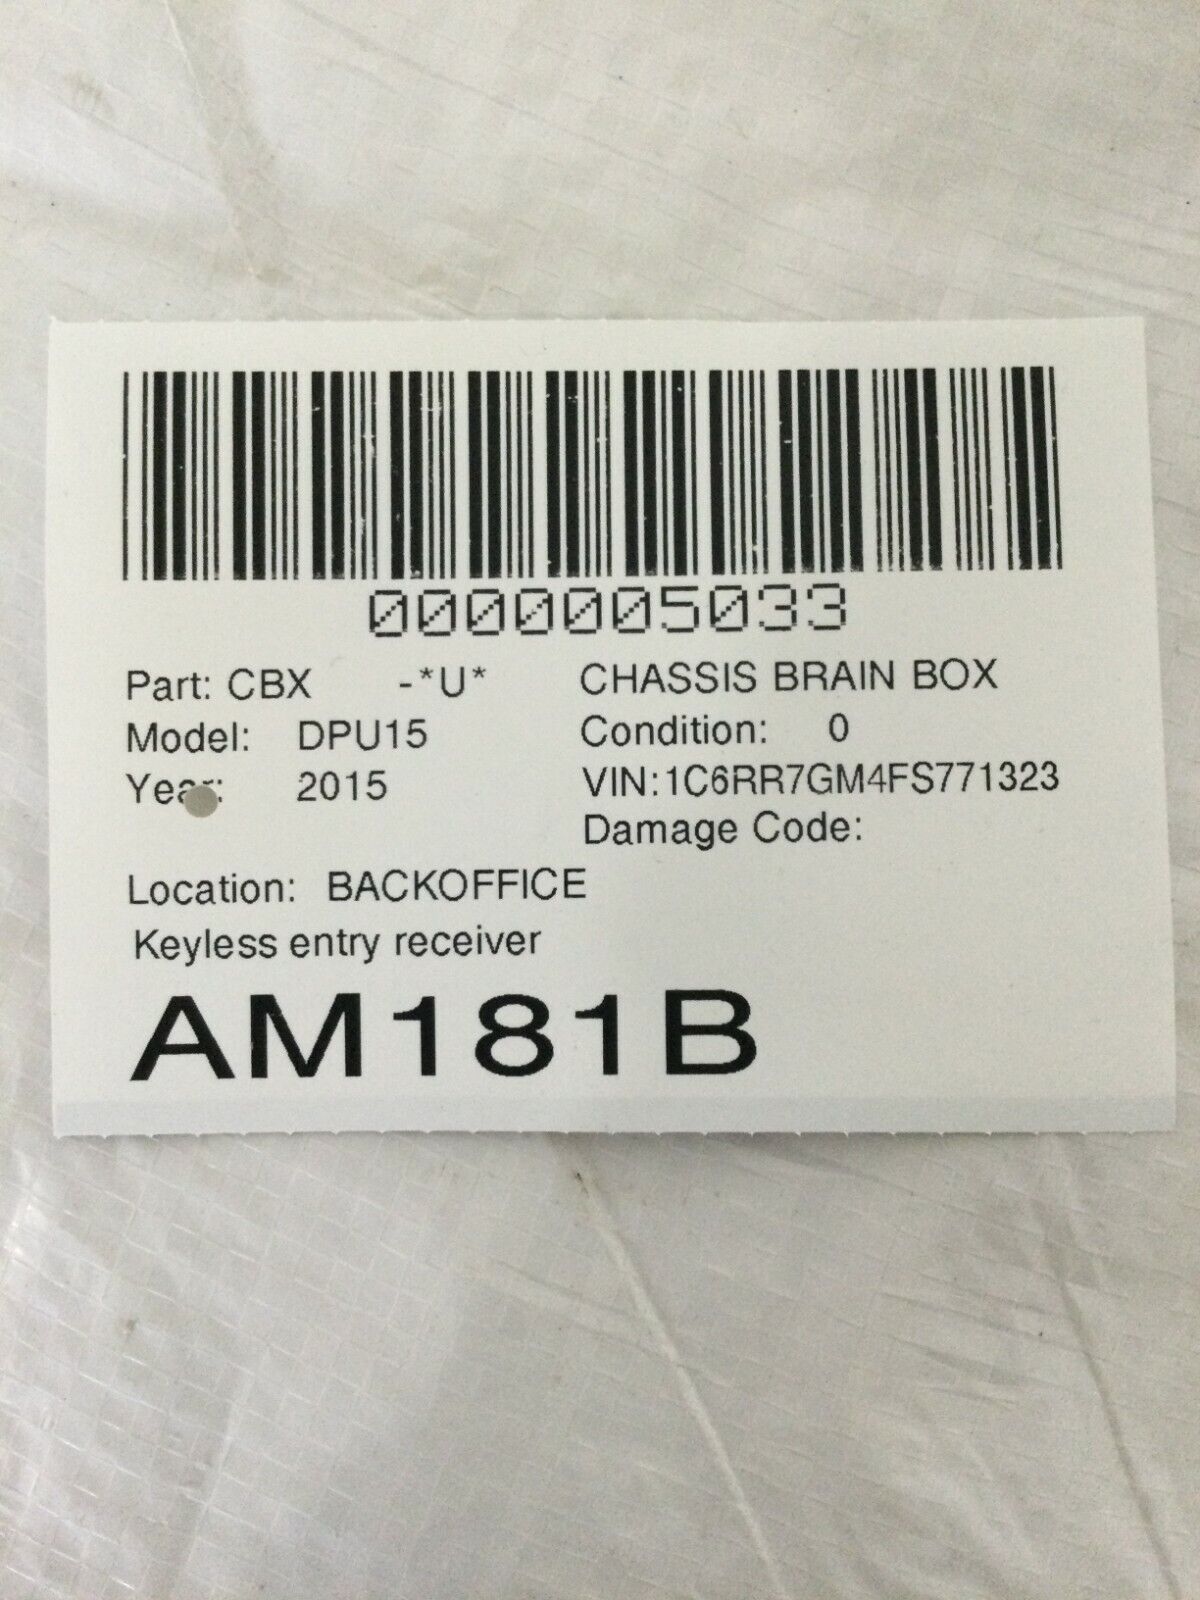 0000005033
Part: CBX -*U* CHASSIS BRAIN BOX
Model: DPU15 Condition: 0
Year: 2015 VIN:1C6RR7GM4FS771323
Damage Code:
Location: BACKOFFICE
Keyless entry receiver
AM181B